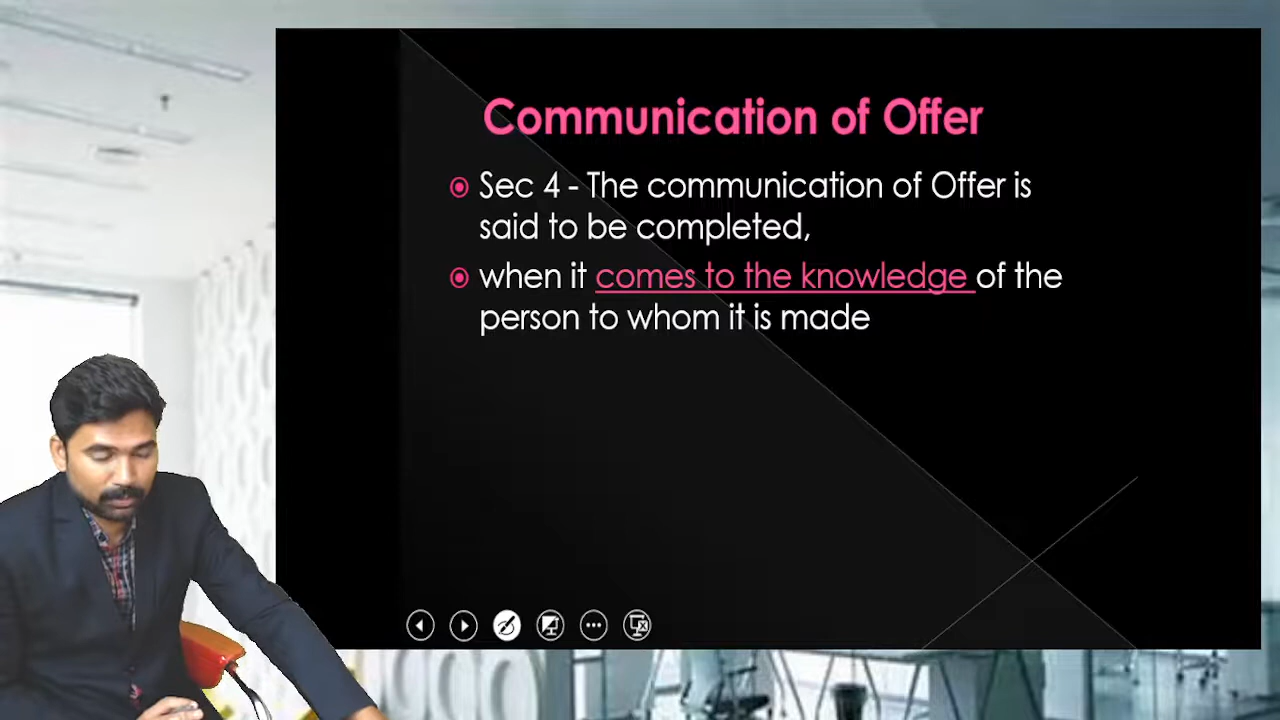 Communication of Offer
Sec 4 - The communication of Offer is
said to be completed,
when it comes to the knowledge of the
person to whom it is made